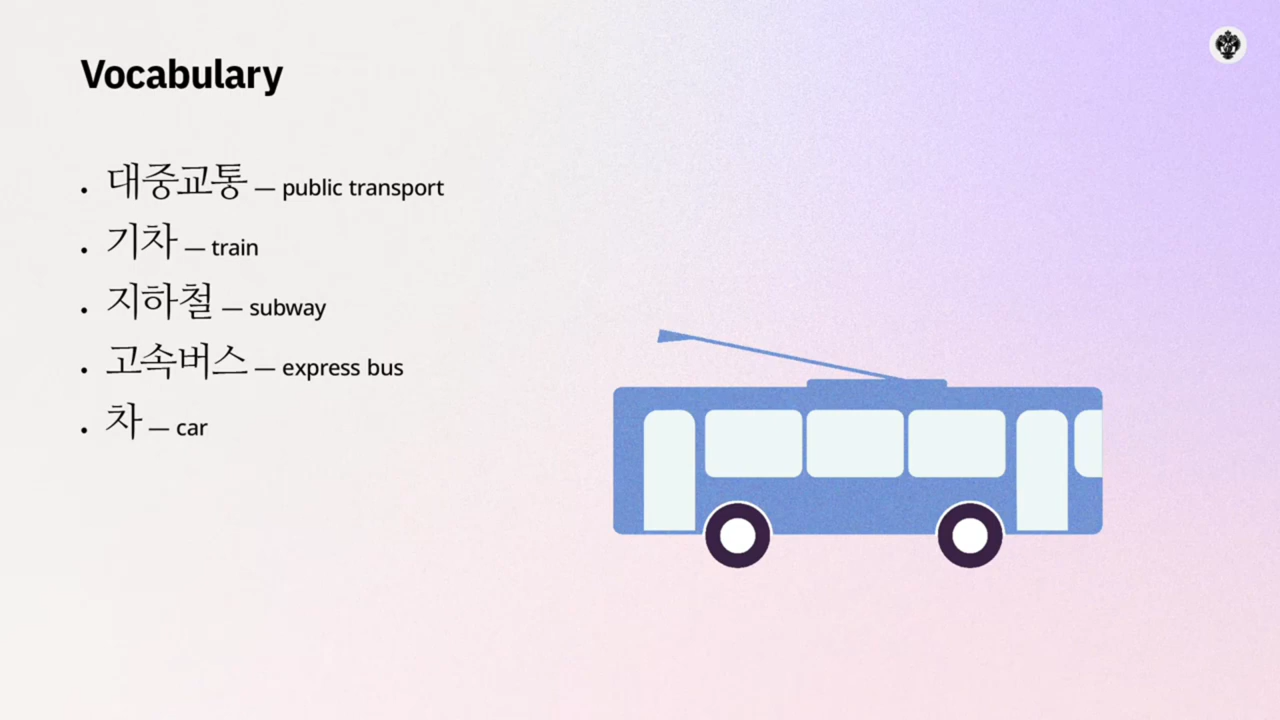 Vocabulary
• 대중교통 — public transport
• 기차 — train
• 지하철 — subway
• 고속버스 — express bus
• 차 — car